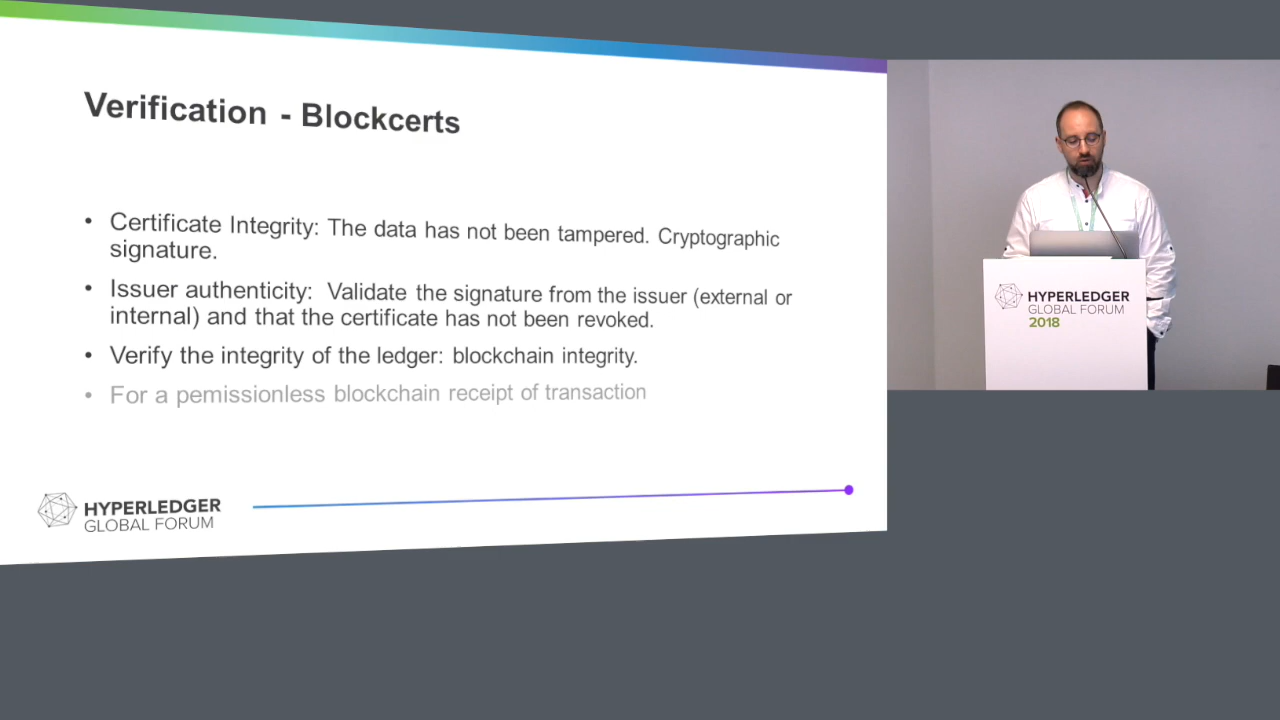 Verification - Blockcerts
• Certificate Integrity: The data has not been tampered. Cryptographic
signature.
• Issuer authenticity: Validate the signature from the issuer (external or
internal) and that the certificate has not been revoked.
• Verify the integrity of the ledger: blockchain integrity.
• For a pemissionless blockchain receipt of transaction
HYPERLEDGER
GLOBAL FORUM
HYPERLEDGER
GLOBAL FORUM
2018